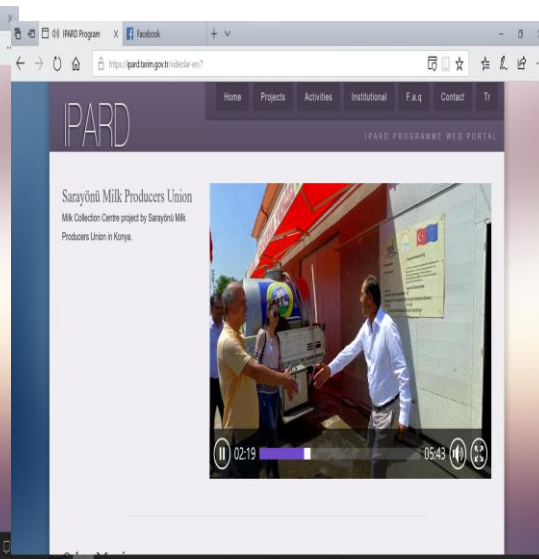 IPARD Program
Facebook
https://ipard.tarim.gov.tr/videolar-en/7
Home Projects Activities Institutional F.a.q Contact Tr
IPARD
IPARD PROGRAMME WEB PORTAL
Sarayönü Milk Producers Union
Milk Collection Centre project by Sarayönü Milk
Producers Union in Konya.
02:19
05:43